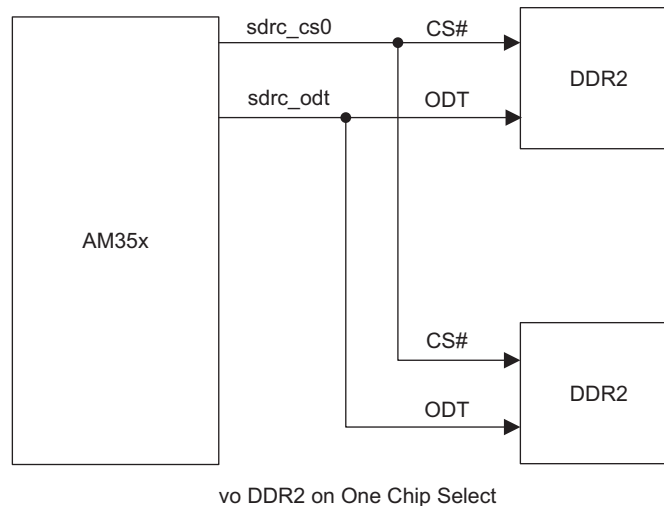 sdrc_cs0
CS#
DDR2
sdrc_odt
ODT
AM35x
CS#
DDR2
ODT
vo DDR2 on One Chip Select